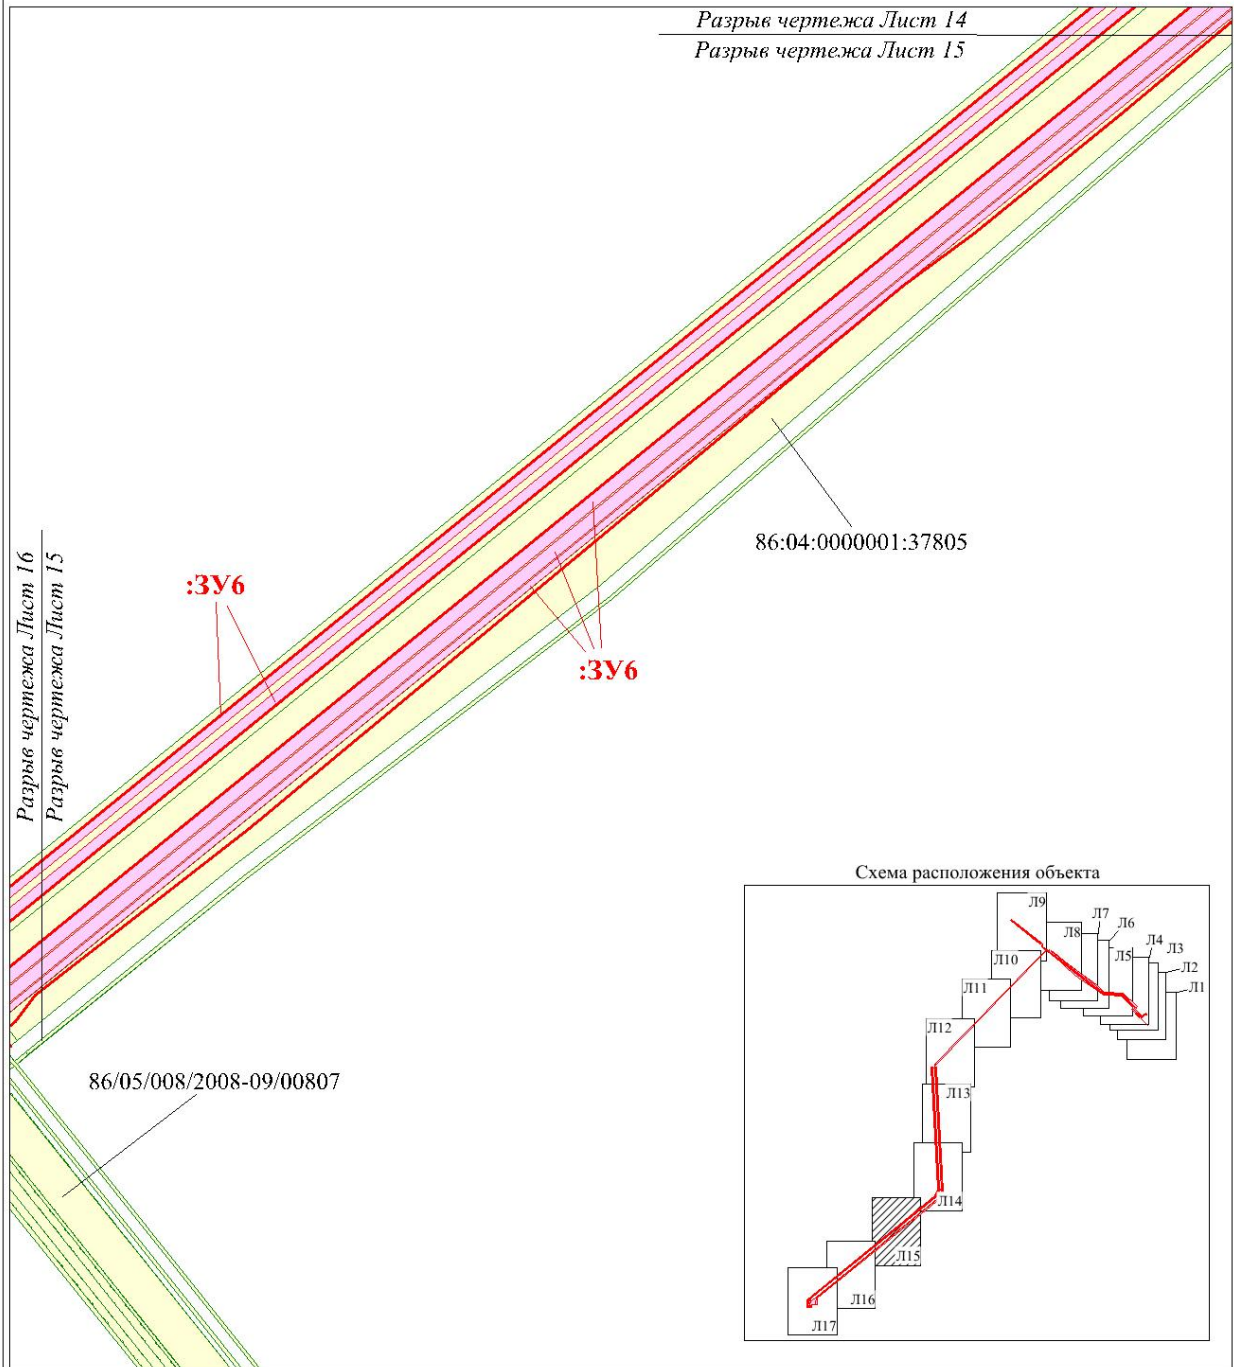 Разрыв чертежа Лист 14
Разрыв чертежа Лист 15
86:04:0000001:37805
Разрыв чертежа Лист 16
Разрыв чертежа Лист 15
:ЗУ6
:ЗУ6
86/05/008/2008-09/00807
Схема расположения объекта
Л9
Л8
Л7
Л6
Л5
Л4
Л3
Л2
Л1
Л10
Л11
Л12
Л13
Л14
Л15
Л16
Л17